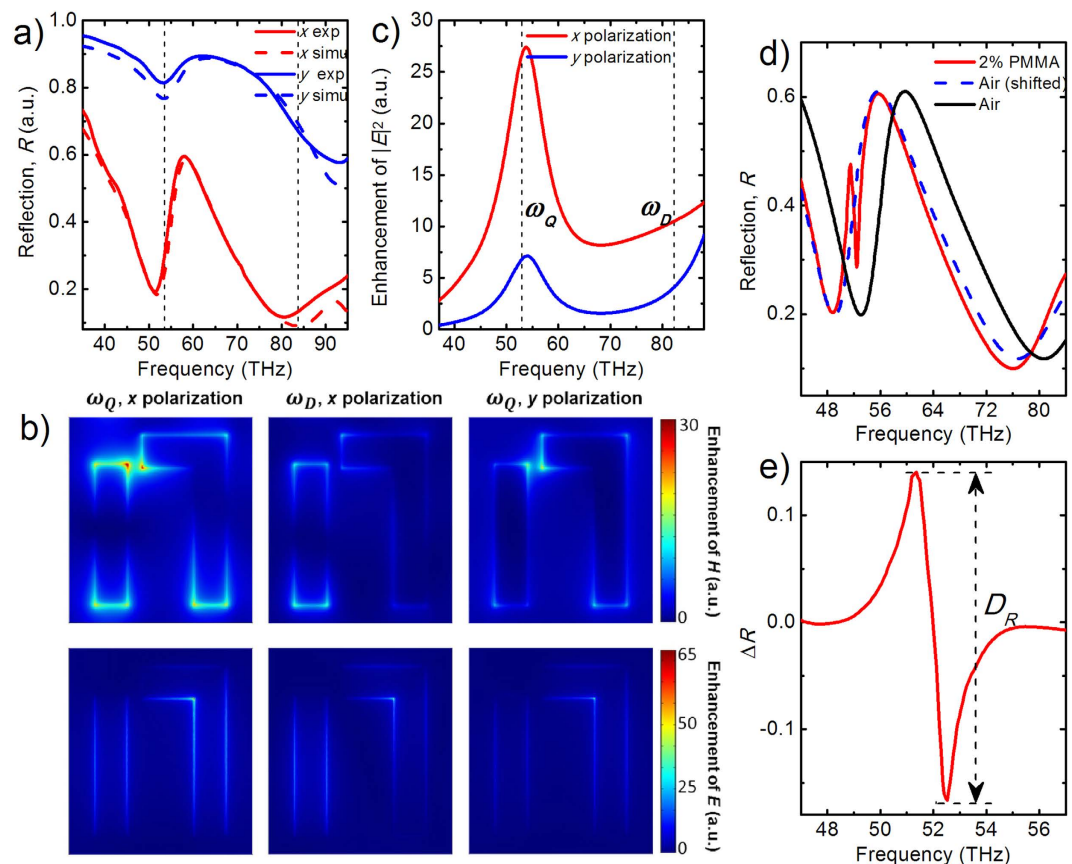 a)
1.0
0.8
0.6
0.4
0.2
Reflection, R (a.u.)
x exp
x simu
y exp
y simu
40 50 60 70 80 90
Frequency (THz)
c)
30
25
20
15
10
5
0
Enhancement of |E|² (a.u.)
x polarization
y polarization
ωQ
ωD
40 50 60 70 80
Frequency (THz)
d)
0.6
0.4
0.2
Reflection, R
2% PMMA
Air (shifted)
Air
48 56 64 72 80
Frequency (THz)
b)
ωQ, x polarization
ωD, x polarization
ωQ, y polarization
30
0
Enhancement of H (a.u.)
65
50
25
0
Enhancement of E (a.u.)
e)
0.1
0.0
-0.1
ΔR
DR
48 50 52 54 56
Frequency (THz)